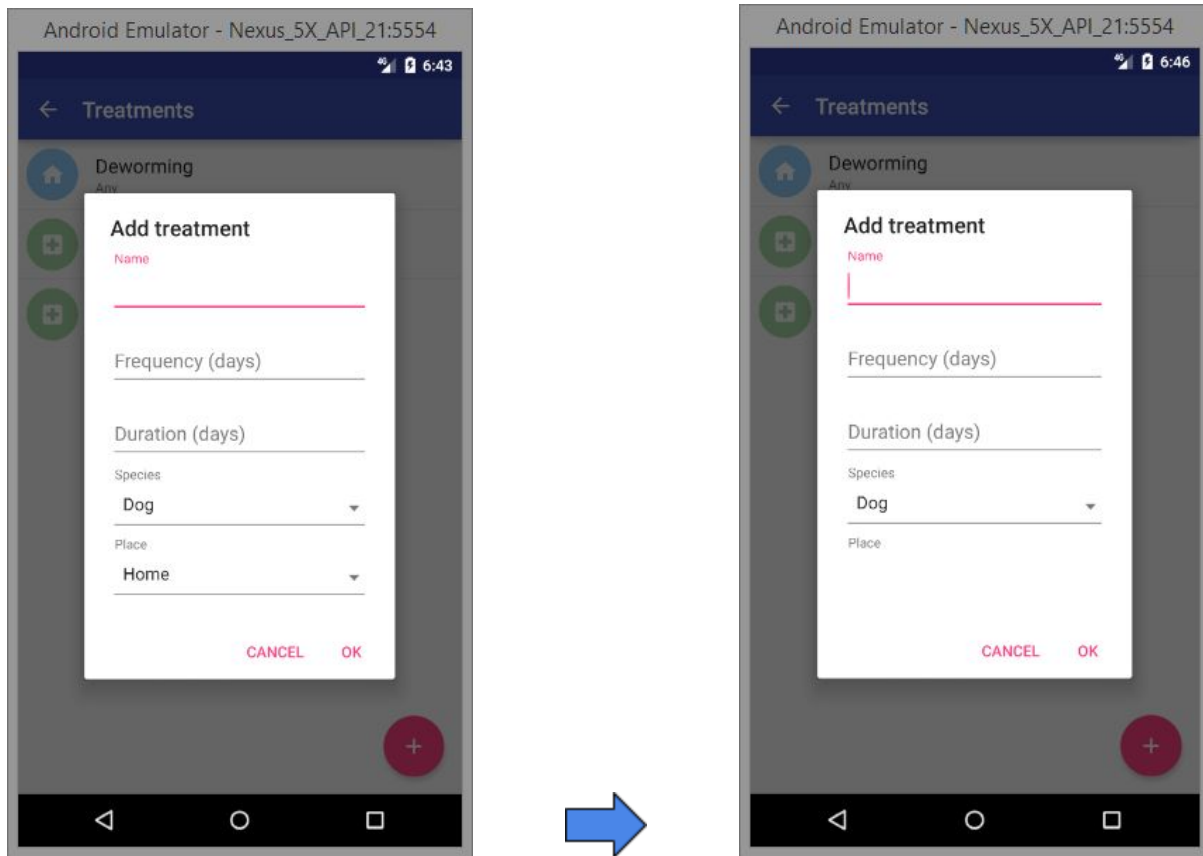 Android Emulator - Nexus_5X_API_21:5554
4G 6:43
Treatments
Deworming
Any
Add treatment
Name
Frequency (days)
Duration (days)
Species
Dog
Place
Home
CANCEL OK
Android Emulator - Nexus_5X_API_21:5554
4G 6:46
Treatments
Deworming
Any
Add treatment
Name
Frequency (days)
Duration (days)
Species
Dog
Place
CANCEL OK